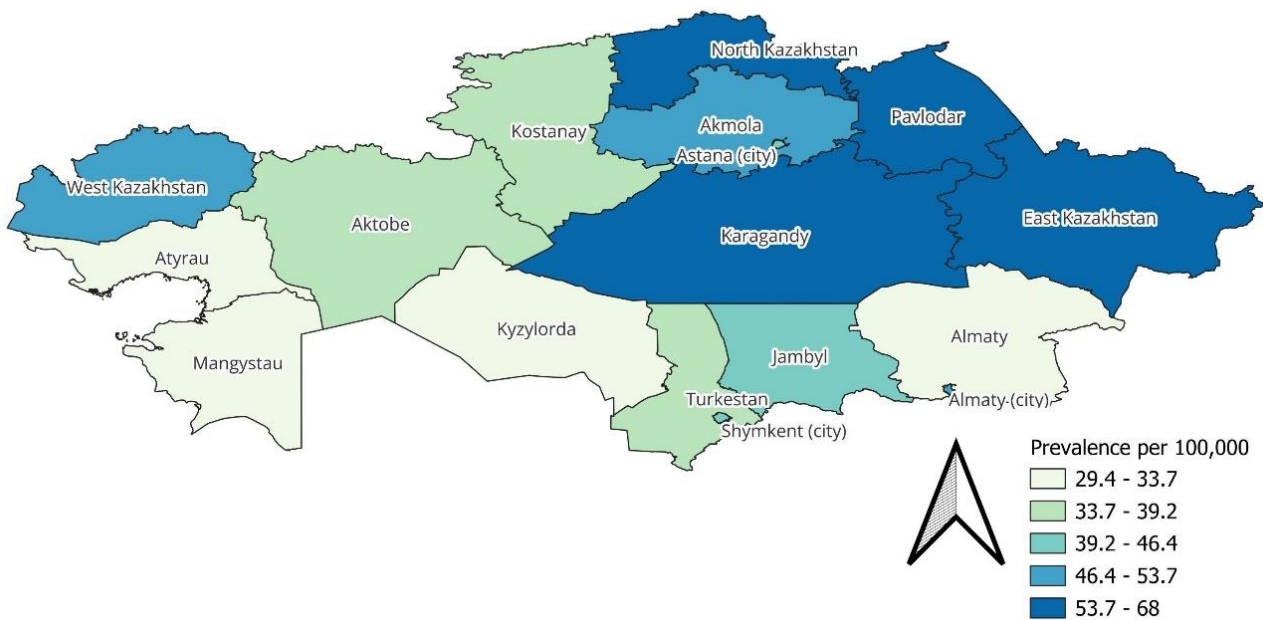 North Kazakhstan
Pavlodar
Kostanay
Akmola
Astana (city)
West Kazakhstan
Aktobe
Karagandy
East Kazakhstan
Atyrau
Kyzylorda
Almaty
Mangystau
Jambyl
Turkestan
Almaty (city)
Shymkent (city)
Prevalence per 100,000
29.4 - 33.7
33.7 - 39.2
39.2 - 46.4
46.4 - 53.7
53.7 - 68